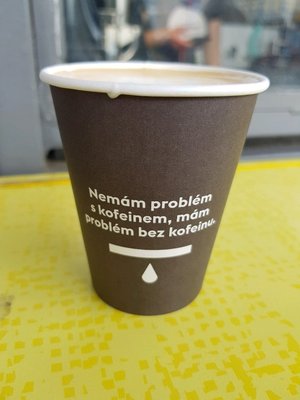 Nemám problém
s kofeinem, mám
problém bez kofeinu.